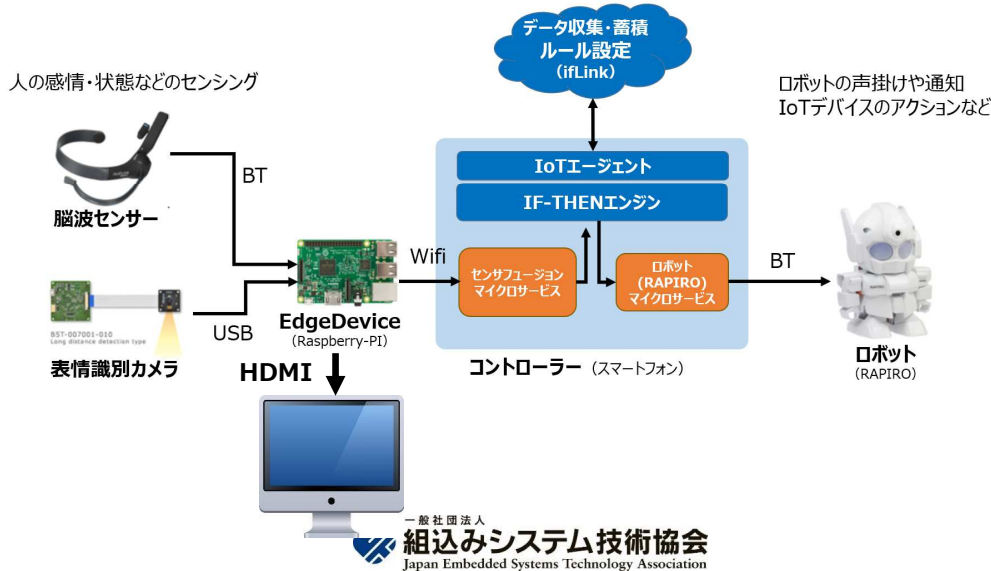 データ収集・蓄積
ルール設定
(ifLink)
人の感情・状態などのセンシング
ロボットの声掛けや通知
IoTデバイスのアクションなど
IoTエージェント
IF-THENエンジン
BT
脳波センサー
Wifi
センサフュージョン
マイクロサービス
ロボット
(RAPIRO)
マイクロサービス
BT
USB
B5T-007001-010
Long distance detection type
表情識別カメラ
EdgeDevice
(Raspberry-PI)
HDMI
コントローラー (スマートフォン)
ロボット
(RAPIRO)
一般社団法人
組込みシステム技術協会
Japan Embedded Systems Technology Association